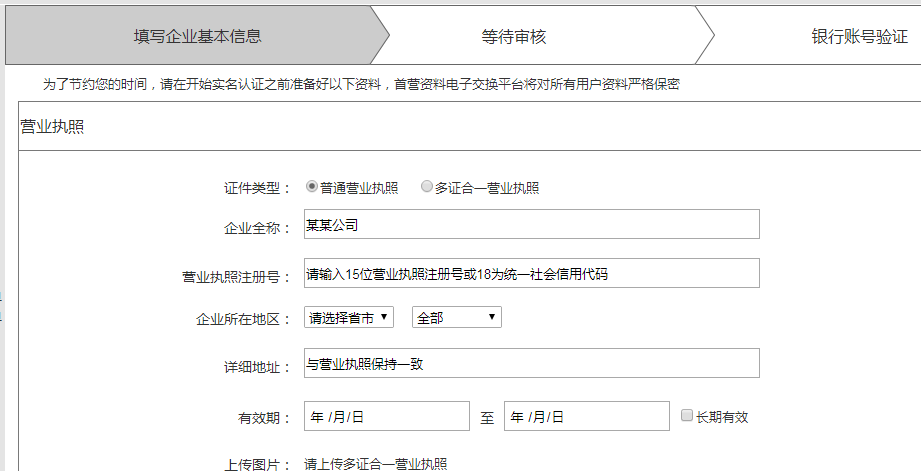 填写企业基本信息 等待审核 银行账号验证
为了节约您的时间，请在开始实名认证之前准备好以下资料，首营资料电子交换平台将对所有用户资料严格保密
营业执照
证件类型： 普通营业执照 多证合一营业执照
企业全称： 某某公司
营业执照注册号： 请输入15位营业执照注册号或18为统一社会信用代码
企业所在地区： 请选择省市 全部
详细地址： 与营业执照保持一致
有效期： 年 /月/日 至 年 /月/日 长期有效
上传图片： 请上传多证合一营业执照